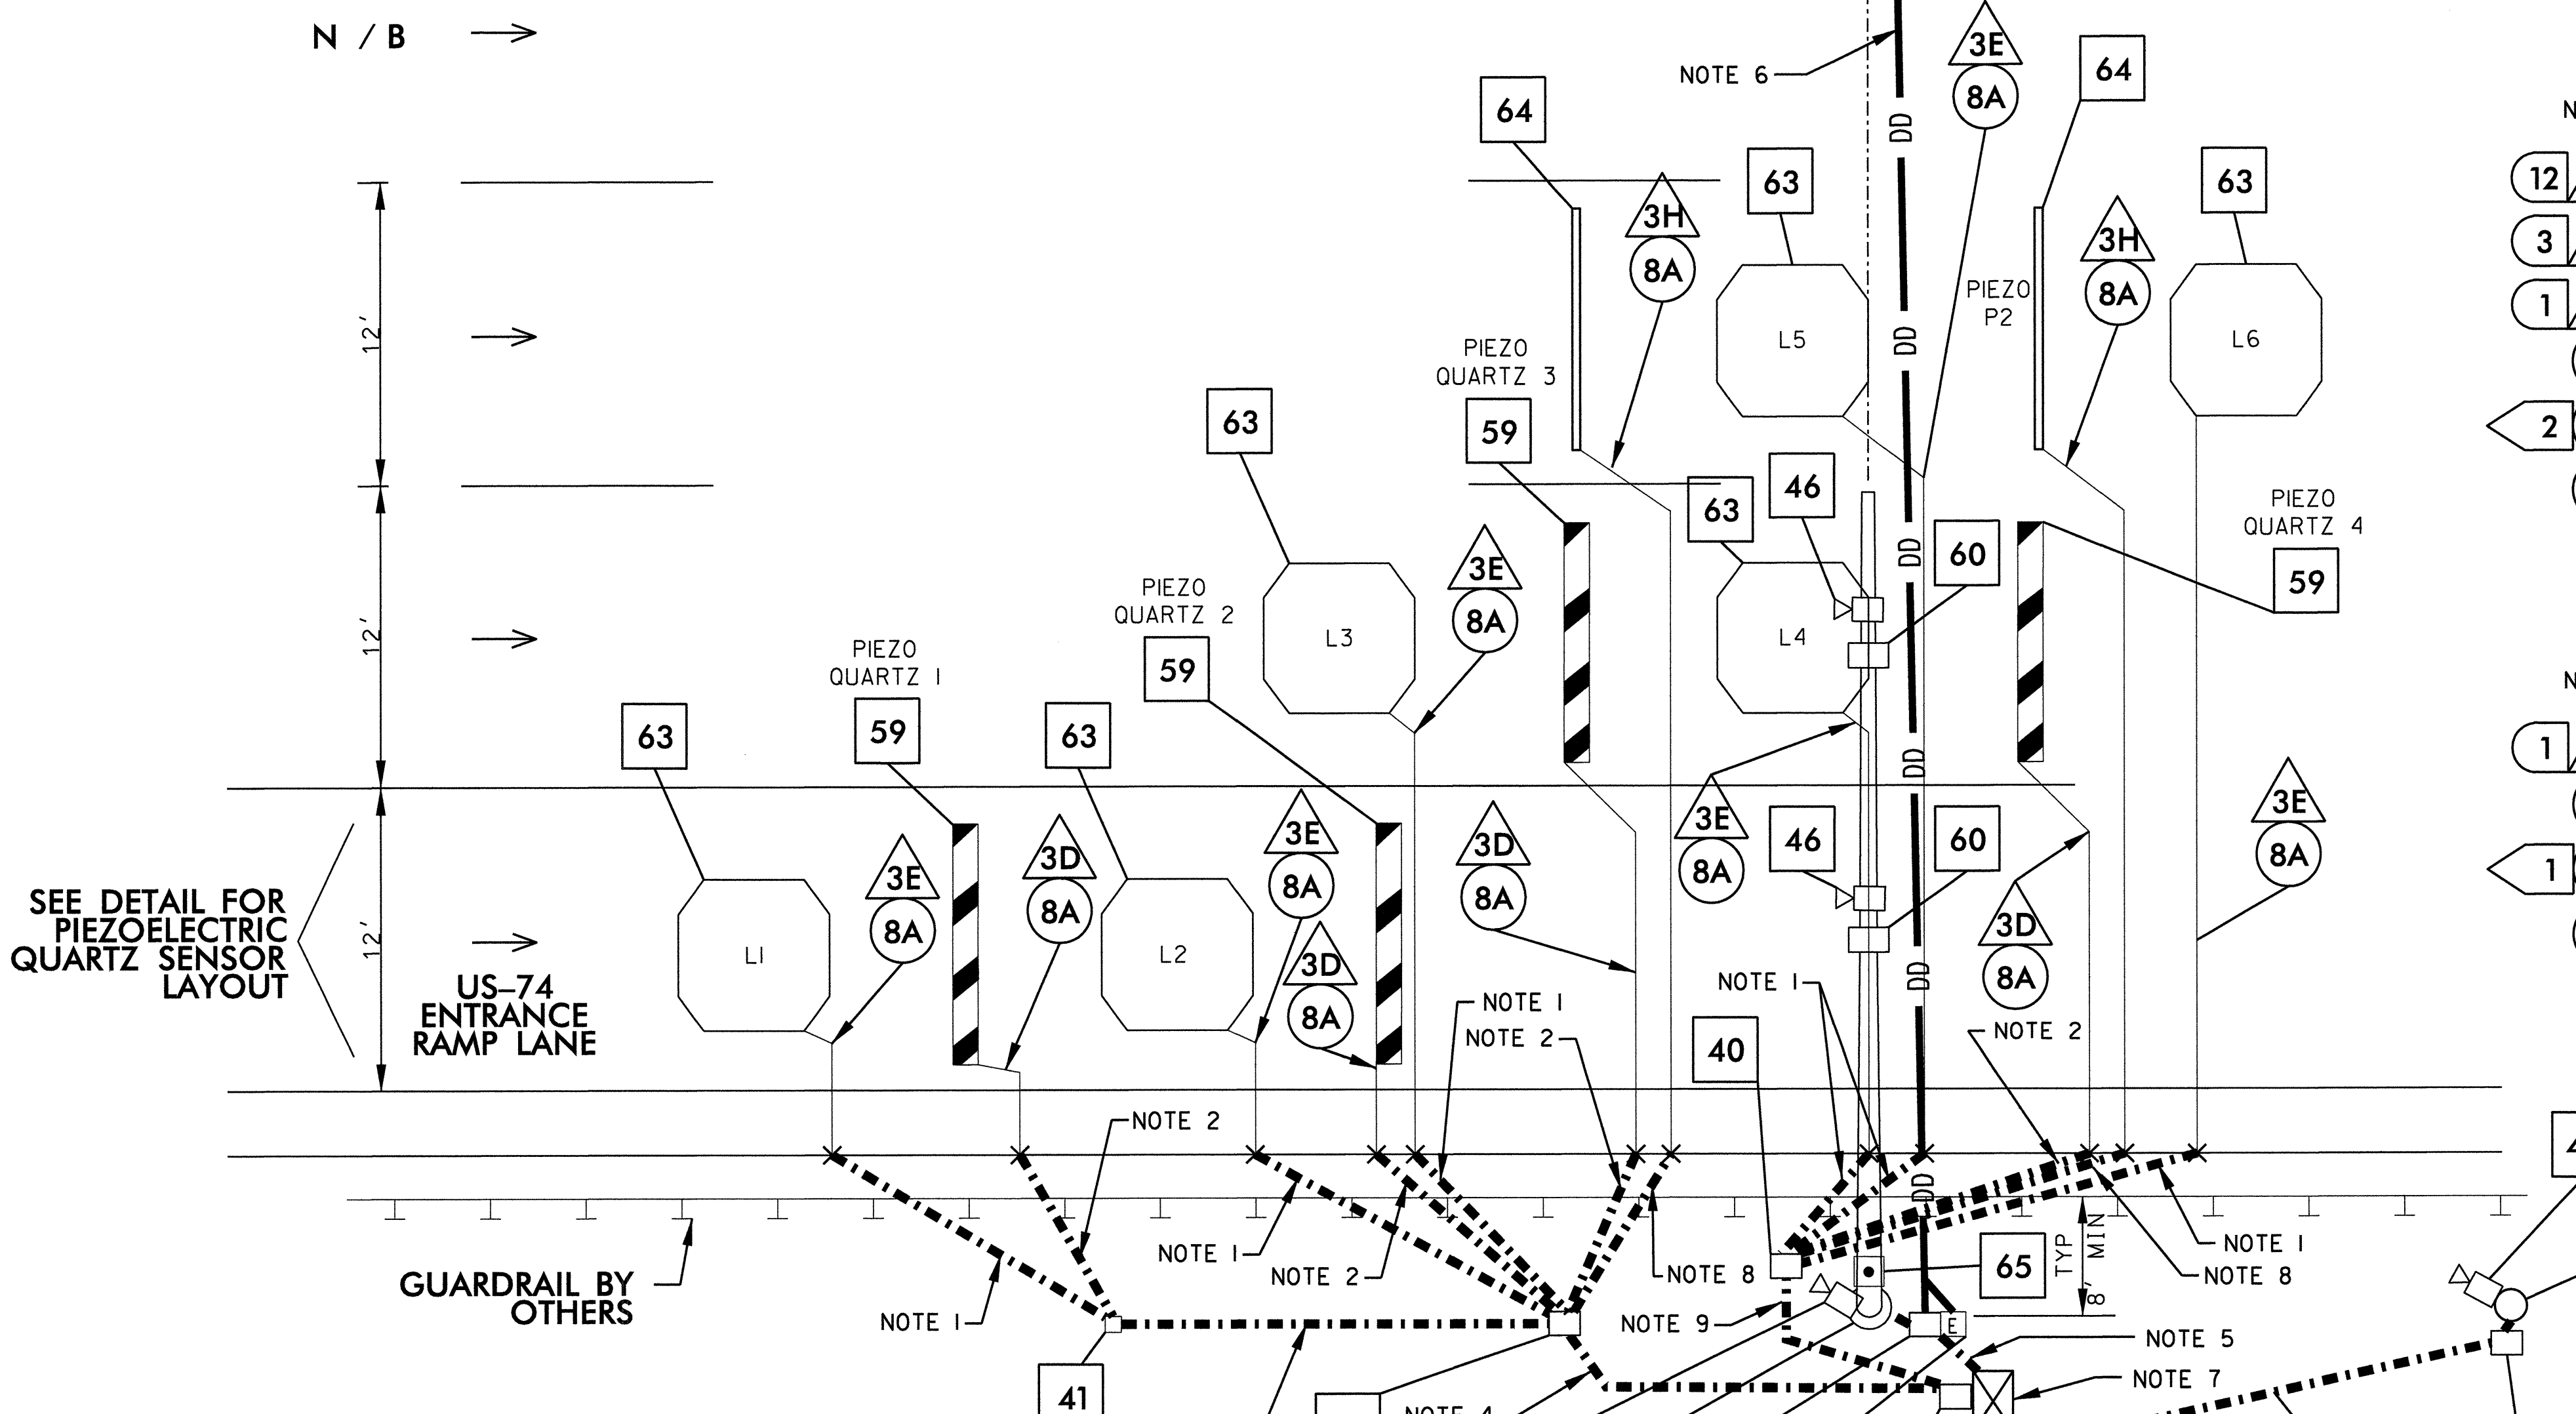 N / B
NOTE 6
3E
8A
64
64
12
3
1
2
63
63
3H
8A
3H
8A
DD
DD
PIEZO
P2
L5
L6
12'
PIEZO
QUARTZ 3
63
59
63
46
DD
60
PIEZO
QUARTZ 4
59
3E
8A
PIEZO
QUARTZ 2
59
L3
L4
12'
PIEZO
QUARTZ 1
63
59
63
DD
1
3E
8A
3D
8A
3E
8A
3D
8A
3D
8A
3E
8A
46
60
3E
8A
3D
8A
1
SEE DETAIL FOR
PIEZOELECTRIC
QUARTZ SENSOR
LAYOUT
12'
L1
L2
US-74
ENTRANCE
RAMP LANE
DD
NOTE 1
NOTE 2
NOTE 1
NOTE 2
40
NOTE 2
DD
NOTE 1
NOTE 2
NOTE 8
TYP
8' MIN
NOTE 1
NOTE 8
65
GUARDRAIL BY
OTHERS
NOTE 1
NOTE 9
E
NOTE 5
NOTE 7
41
NOTE 4